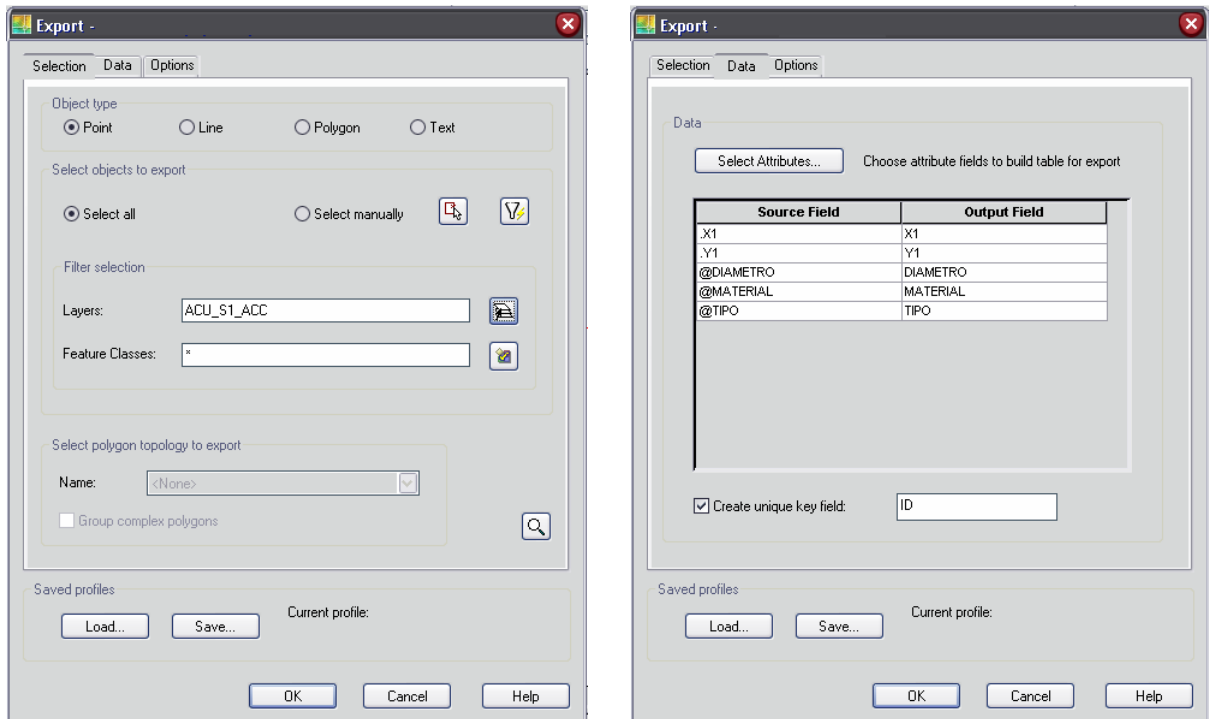 Export -
Selection Data Options
Object type
Point Line Polygon Text
Select objects to export
Select all Select manually
Filter selection
Layers: ACU_S1_ACC
Feature Classes: *
Select polygon topology to export
Name: <None>
Group complex polygons
Saved profiles
Load... Save... Current profile:
OK Cancel Help
Export -
Selection Data Options
Data
Select Attributes... Choose attribute fields to build table for export
Source Field Output Field
.X1 X1
.Y1 Y1
@DIAMETRO DIAMETRO
@MATERIAL MATERIAL
@TIPO TIPO
Create unique key field: ID
Saved profiles
Load... Save... Current profile:
OK Cancel Help